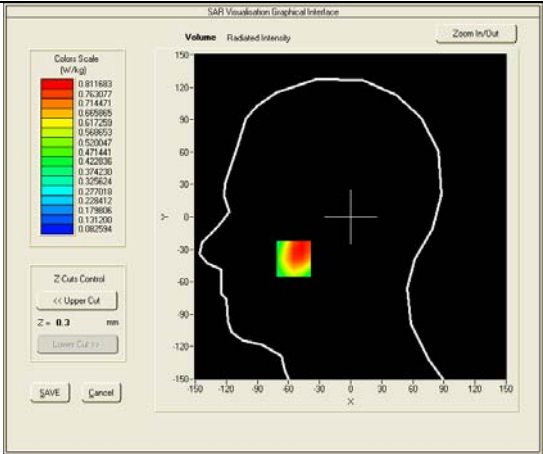 SAR Visualisation Graphical Interface
Volume Radiated Intensity
Zoom In/Out
Colors Scale
(W/kg)
0.811683
0.763077
0.714471
0.665865
0.617259
0.568653
0.520047
0.471441
0.422836
0.374230
0.325624
0.277018
0.228412
0.179806
0.131200
0.082594
Z-Cuts Control
<< Upper Cut
Z = 0.3 mm
Lower Cut >>
SAVE Cancel
150
120
90
60
30
0
-30
-60
-90
-120
-150
Y
-150 -120 -90 -60 -30 0 30 60 90 120 150
X